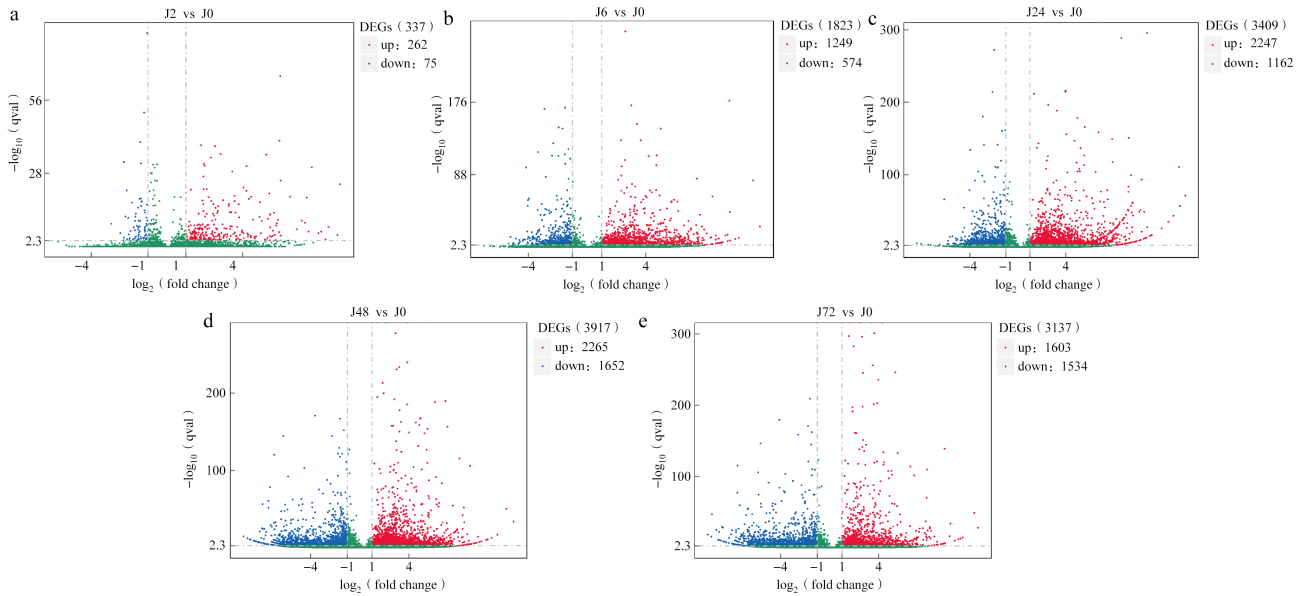 a
J2 vs J0
DEGs（337）
up：262
down：75
−log10（qval）
56
28
2.3
−4
−1
1
4
log2（fold change）
b
J6 vs J0
DEGs（1823）
up：1249
down：574
−log10（qval）
176
88
2.3
−4
−1
1
4
log2（fold change）
c
J24 vs J0
DEGs（3409）
up：2247
down：1162
−log10（qval）
300
200
100
2.3
−4
−1
1
4
log2（fold change）
d
J48 vs J0
DEGs（3917）
up：2265
down：1652
−log10（qval）
200
100
2.3
−4
−1
1
4
log2（fold change）
e
J72 vs J0
DEGs（3137）
up：1603
down：1534
−log10（qval）
300
200
100
2.3
−4
−1
1
4
log2（fold change）